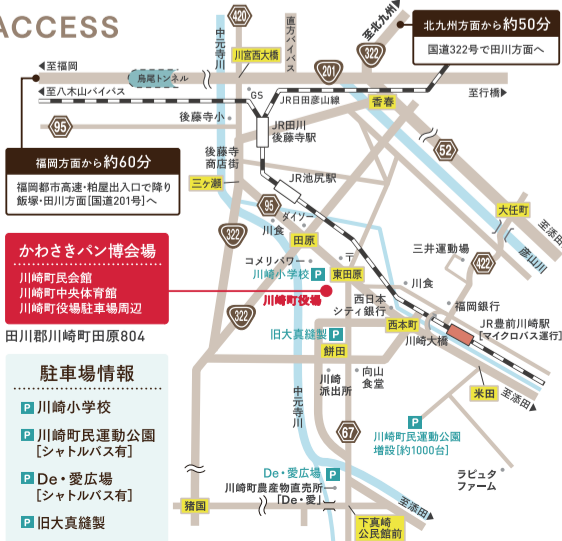 ACCESS
420
中元寺川
直方バイパス
至北九州▶
322
北九州方面から約50分
国道322号で田川方面へ
◀至福岡
烏尾トンネル
川宮西大橋
201
◀至八木山バイパス
GS
JR日田彦山線
香春
至行橋▶
95
後藤寺小
JR田川
後藤寺駅
52
福岡方面から約60分
福岡都市高速・粕屋出入口で降り
飯塚・田川方面[国道201号]へ
後藤寺
商店街
三ヶ瀬
JR池尻駅
大任町
至添田▶
彦山川
95
ダイソー
川食
田原
322
三井運動場
422
コメリパワー
〒
川崎小学校 P
東田原
川食
かわさきパン博会場
川崎町民会館
川崎町中央体育館
川崎町役場駐車場周辺
川崎町役場
西日本
シティ銀行
福岡銀行
322
西本町
川崎大橋
JR豊前川崎駅
[マイクロバス運行]
田川郡川崎町田原804
旧大真縫製
P
餅田
駐車場情報
P 川崎小学校
P 川崎町民運動公園
[シャトルバス有]
P De・愛広場
[シャトルバス有]
P 旧大真縫製
川崎
派出所
向山
食堂
米田
至添田▶
中元寺川
67
P
川崎町民運動公園
増設[約1000台]
De・愛広場 P
川崎町農産物直売所
「De・愛」
ラピュタ
ファーム
猪国
至添田▶
下真崎
公民館前